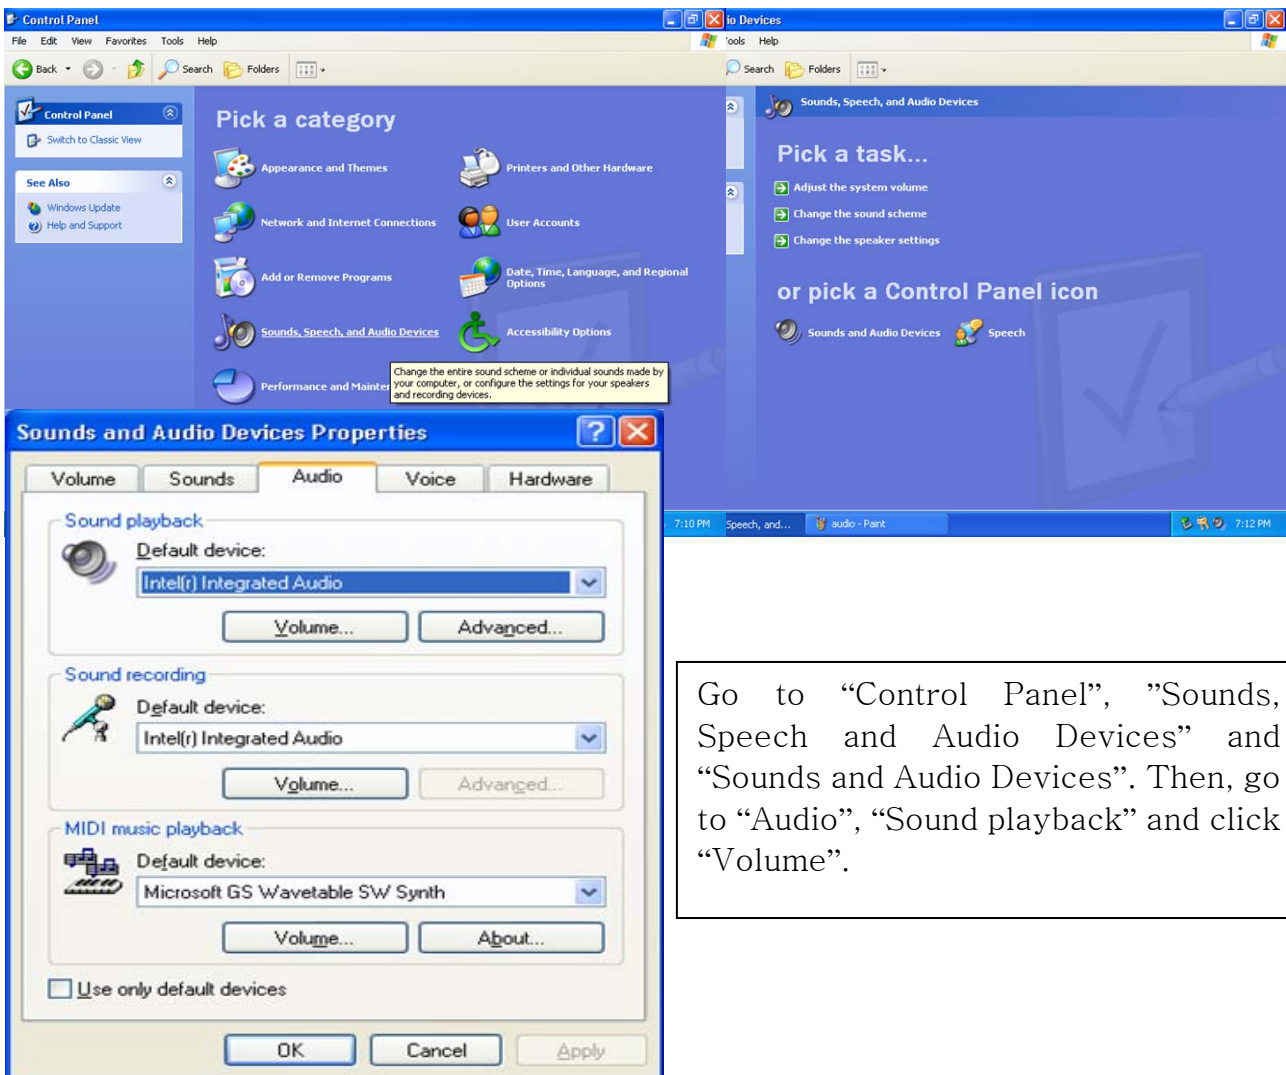 Control Panel
File Edit View Favorites Tools Help
Back Search Folders
Control Panel
Switch to Classic View
See Also
Windows Update
Help and Support
Pick a category
Appearance and Themes
Printers and Other Hardware
Network and Internet Connections
User Accounts
Add or Remove Programs
Date, Time, Language, and Regional
Options
Sounds, Speech, and Audio Devices
Accessibility Options
Performance and Mainter
Change the entire sound scheme or individual sounds made by
your computer, or configure the settings for your speakers
and recording devices.
7:10 PM
io Devices
ools Help
Search Folders
Sounds, Speech, and Audio Devices
Pick a task...
Adjust the system volume
Change the sound scheme
Change the speaker settings
or pick a Control Panel icon
Sounds and Audio Devices Speech
Speech, and... audio - Paint 7:12 PM
Sounds and Audio Devices Properties
Volume Sounds Audio Voice Hardware
Sound playback
Default device:
Intel(r) Integrated Audio
Volume... Advanced...
Sound recording
Default device:
Intel(r) Integrated Audio
Volume... Advanced...
MIDI music playback
Default device:
Microsoft GS Wavetable SW Synth
Volume... About...
Use only default devices
OK Cancel Apply
Go to “Control Panel”, ”Sounds,
Speech and Audio Devices” and
“Sounds and Audio Devices”. Then, go
to “Audio”, “Sound playback” and click
“Volume”.